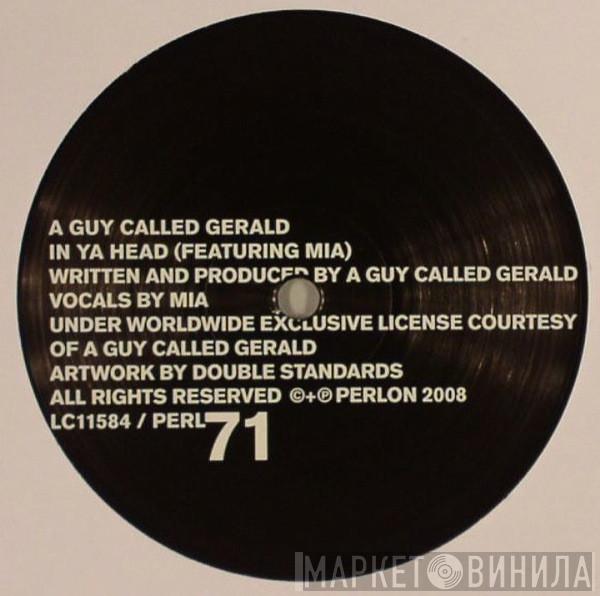 A GUY CALLED GERALD
IN YA HEAD (FEATURING MIA)
WRITTEN AND PRODUCED BY A GUY CALLED GERALD
VOCALS BY MIA
UNDER WORLDWIDE EXCLUSIVE LICENSE COURTESY
OF A GUY CALLED GERALD
ARTWORK BY DOUBLE STANDARDS
ALL RIGHTS RESERVED ©+℗ PERLON 2008
LC11584 / PERL71
МАРКЕТ ВИНИЛА